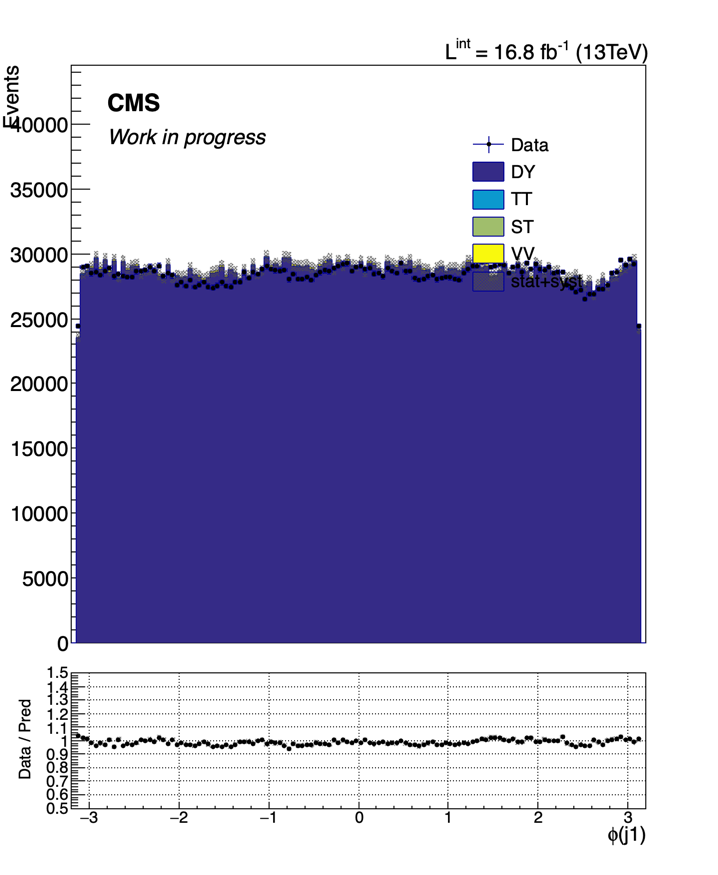 L^int = 16.8 fb^-1 (13TeV)
Events
CMS
Work in progress
Data
DY
TT
ST
VV
stat+syst
40000
35000
30000
25000
20000
15000
10000
5000
0
Data / Pred
1.5
1.4
1.3
1.2
1.1
1
0.9
0.8
0.7
0.6
0.5
−3 −2 −1 0 1 2 3
ϕ(j1)